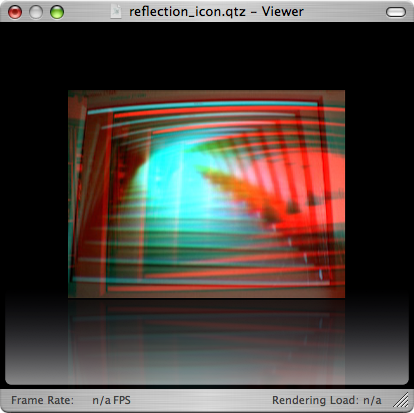 reflection_icon.qtz – Viewer
Frame Rate: n/a FPS
Rendering Load: n/a